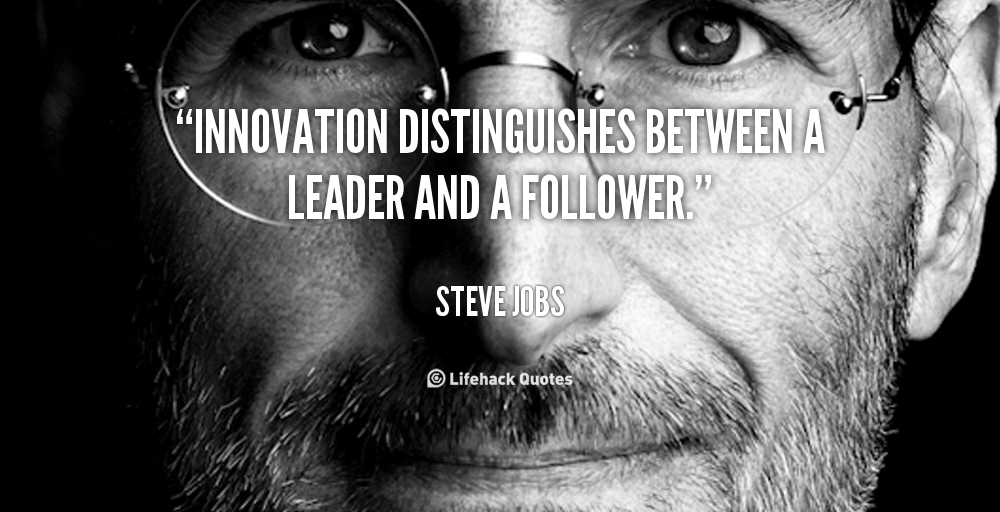 “INNOVATION DISTINGUISHES BETWEEN A
LEADER AND A FOLLOWER.”
STEVE JOBS
Lifehack Quotes